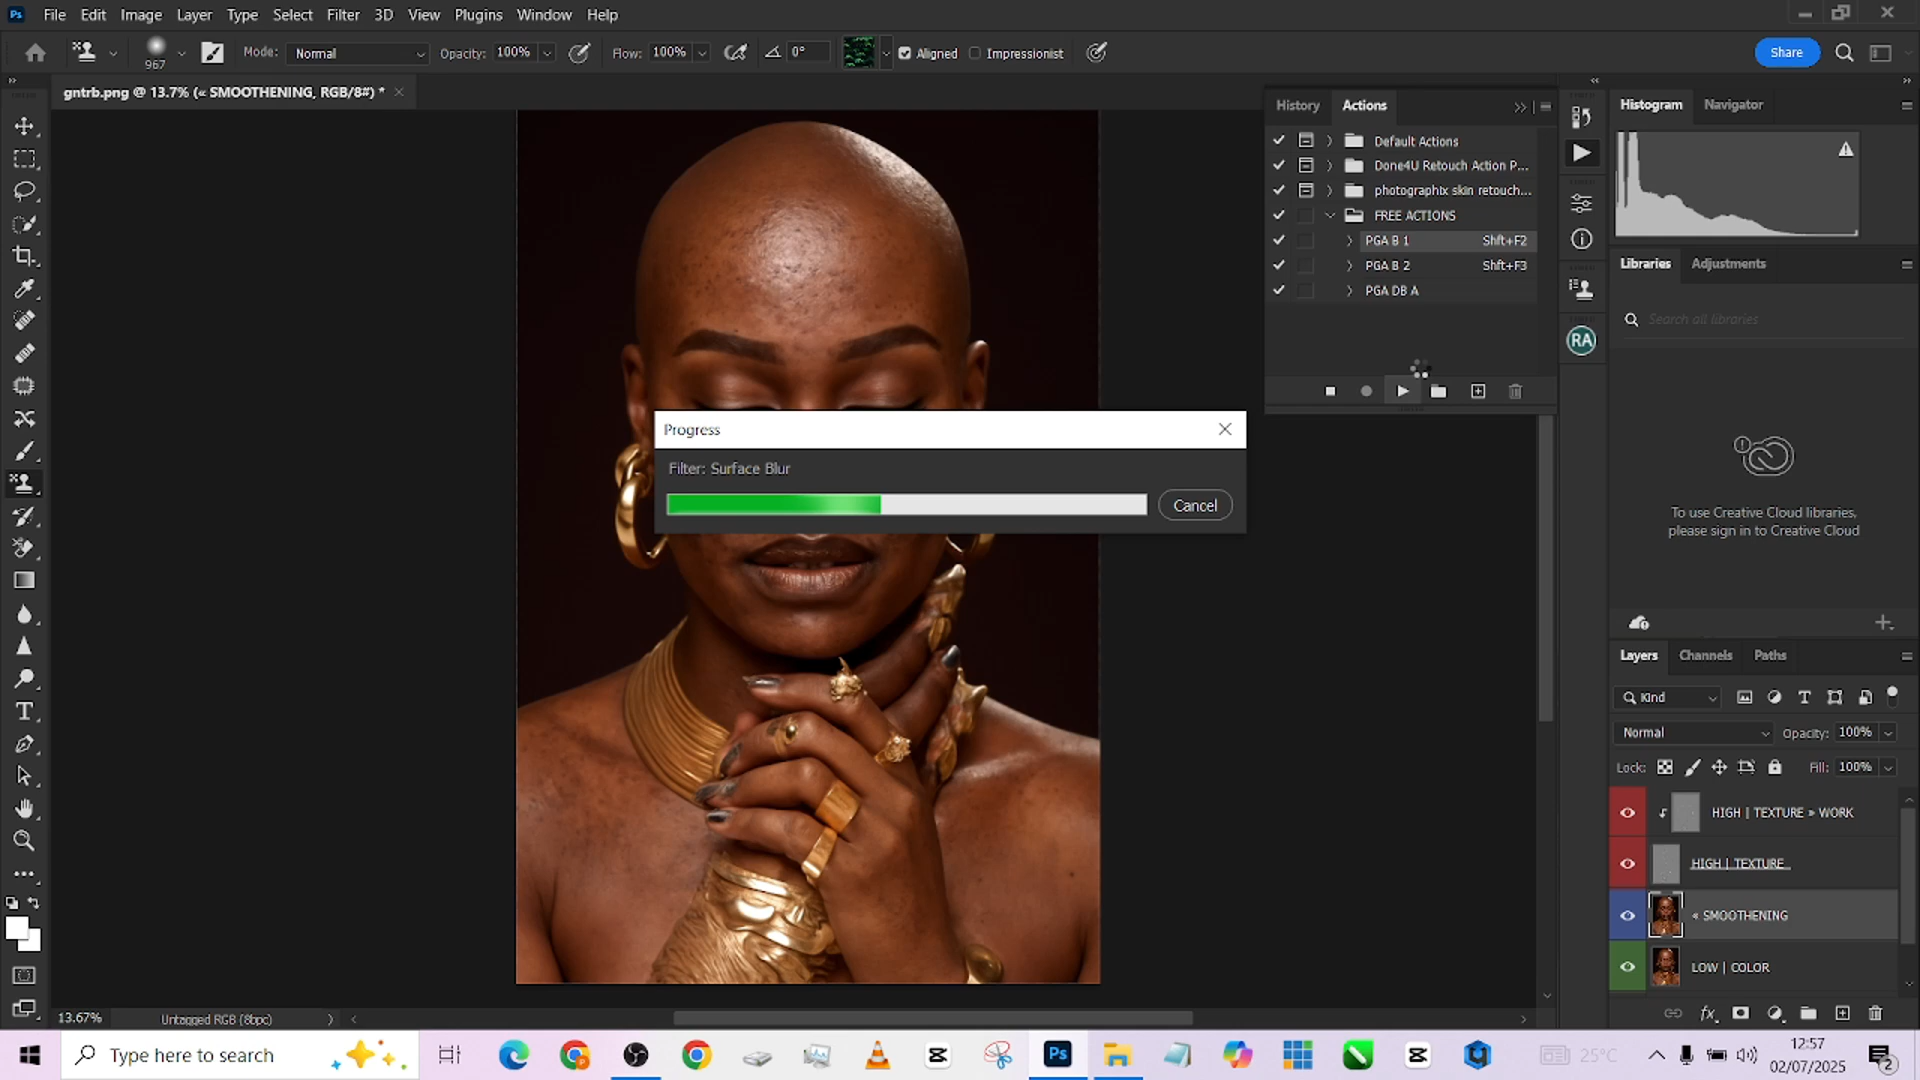 Ps File Edit Image Layer Type Select Filter 3D View Plugins Window Help
967 Mode: Normal Opacity: 100% Flow: 100% 0° Aligned Impressionist Share
gntrb.png @ 13.7% (« SMOOTHENING, RGB/8#) *
History Actions
Default Actions
Done4U Retouch Action P...
photographix skin retouch...
FREE ACTIONS
PGA B 1 Shft+F2
PGA B 2 Shft+F3
PGA DB A
Progress
Filter: Surface Blur
Cancel
RA
Histogram Navigator
Libraries Adjustments
Search all libraries
To use Creative Cloud libraries,
please sign in to Creative Cloud
Layers Channels Paths
Kind
Normal Opacity: 100%
Lock: Fill: 100%
HIGH | TEXTURE » WORK
HIGH | TEXTURE
« SMOOTHENING
LOW | COLOR
fx
13.67% Untagged RGB (8bpc)
Type here to search
Ps
25°C
12:57
02/07/2025
2